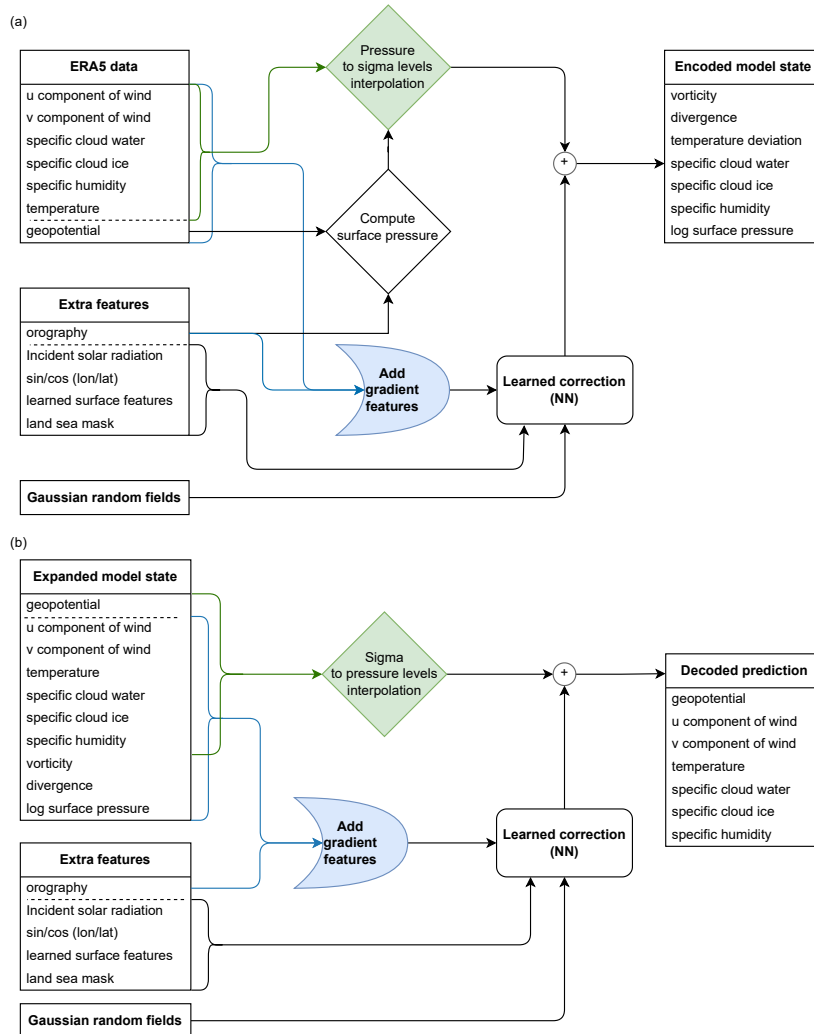 (a)
ERA5 data
u component of wind
v component of wind
specific cloud water
specific cloud ice
specific humidity
temperature
geopotential
Pressure
to sigma levels
interpolation
Compute
surface pressure
Encoded model state
vorticity
divergence
temperature deviation
specific cloud water
specific cloud ice
specific humidity
log surface pressure
+
Extra features
orography
Incident solar radiation
sin/cos (lon/lat)
learned surface features
land sea mask
Add
gradient
features
Learned correction
(NN)
Gaussian random fields
(b)
Expanded model state
geopotential
u component of wind
v component of wind
temperature
specific cloud water
specific cloud ice
specific humidity
vorticity
divergence
log surface pressure
Sigma
to pressure levels
interpolation
+
Decoded prediction
geopotential
u component of wind
v component of wind
temperature
specific cloud water
specific cloud ice
specific humidity
Add
gradient
features
Learned correction
(NN)
Extra features
orography
Incident solar radiation
sin/cos (lon/lat)
learned surface features
land sea mask
Gaussian random fields